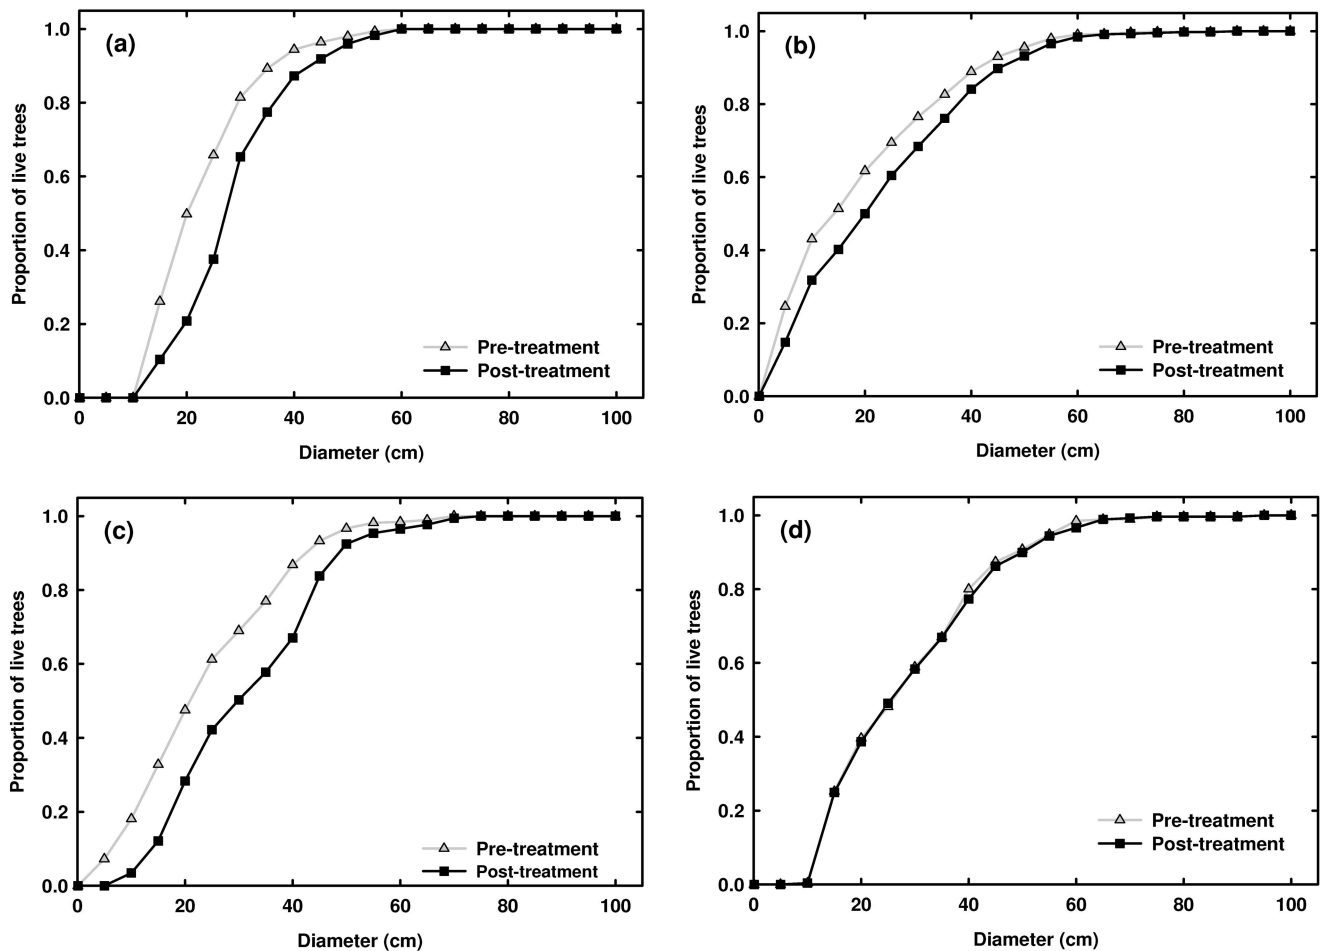 (a)
Proportion of live trees
1.0
0.8
0.6
0.4
0.2
0.0
Pre-treatment
Post-treatment
0 20 40 60 80 100
Diameter (cm)
(b)
Proportion of live trees
1.0
0.8
0.6
0.4
0.2
0.0
Pre-treatment
Post-treatment
0 20 40 60 80 100
Diameter (cm)
(c)
Proportion of live trees
1.0
0.8
0.6
0.4
0.2
0.0
Pre-treatment
Post-treatment
0 20 40 60 80 100
Diameter (cm)
(d)
Proportion of live trees
1.0
0.8
0.6
0.4
0.2
0.0
Pre-treatment
Post-treatment
0 20 40 60 80 100
Diameter (cm)